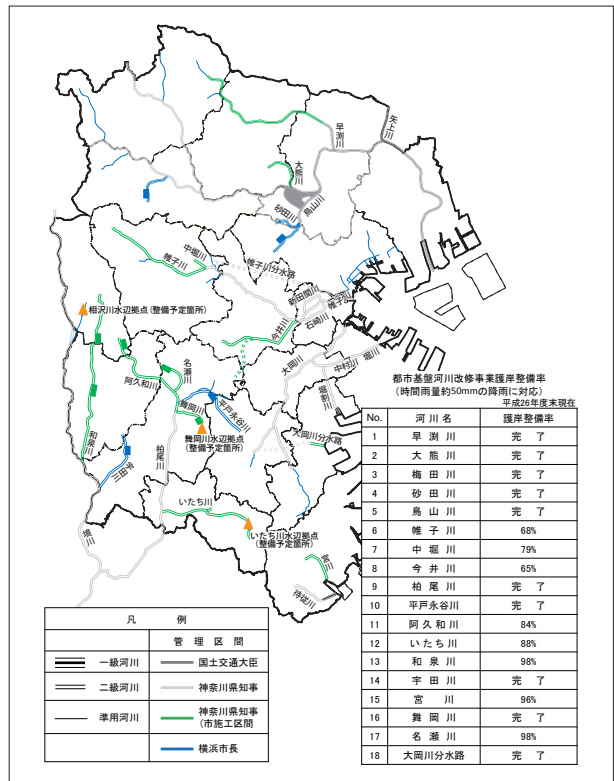 矢上川
早渕川
大熊川
鳥山川
砂田川
中堀川
帷子川
帷子川分水路
新田間川
帷子川
石崎川
今井川
相沢川水辺拠点(整備予定箇所)
名瀬川
大岡川
中村川
堀川
阿久和川
舞岡川
平戸永谷川
堀割川
都市基盤河川改修事業護岸整備率
(時間雨量約50mmの降雨に対応)
平成26年度末現在
舞岡川水辺拠点
(整備予定箇所)
大岡川分水路
和泉川
宇田川
柏尾川
いたち川
いたち川水辺拠点
(整備予定箇所)
境川
宮川
侍従川
No. 河川名 護岸整備率
1 早渕川 完了
2 大熊川 完了
3 梅田川 完了
4 砂田川 完了
5 鳥山川 完了
6 帷子川 68%
7 中堀川 79%
8 今井川 65%
9 柏尾川 完了
10 平戸永谷川 完了
11 阿久和川 84%
12 いたち川 88%
13 和泉川 98%
14 宇田川 完了
15 宮川 96%
16 舞岡川 完了
17 名瀬川 98%
18 大岡川分水路 完了
凡例
管理区間
一級河川 国土交通大臣
二級河川 神奈川県知事
準用河川 神奈川県知事
(市施工区間
横浜市長